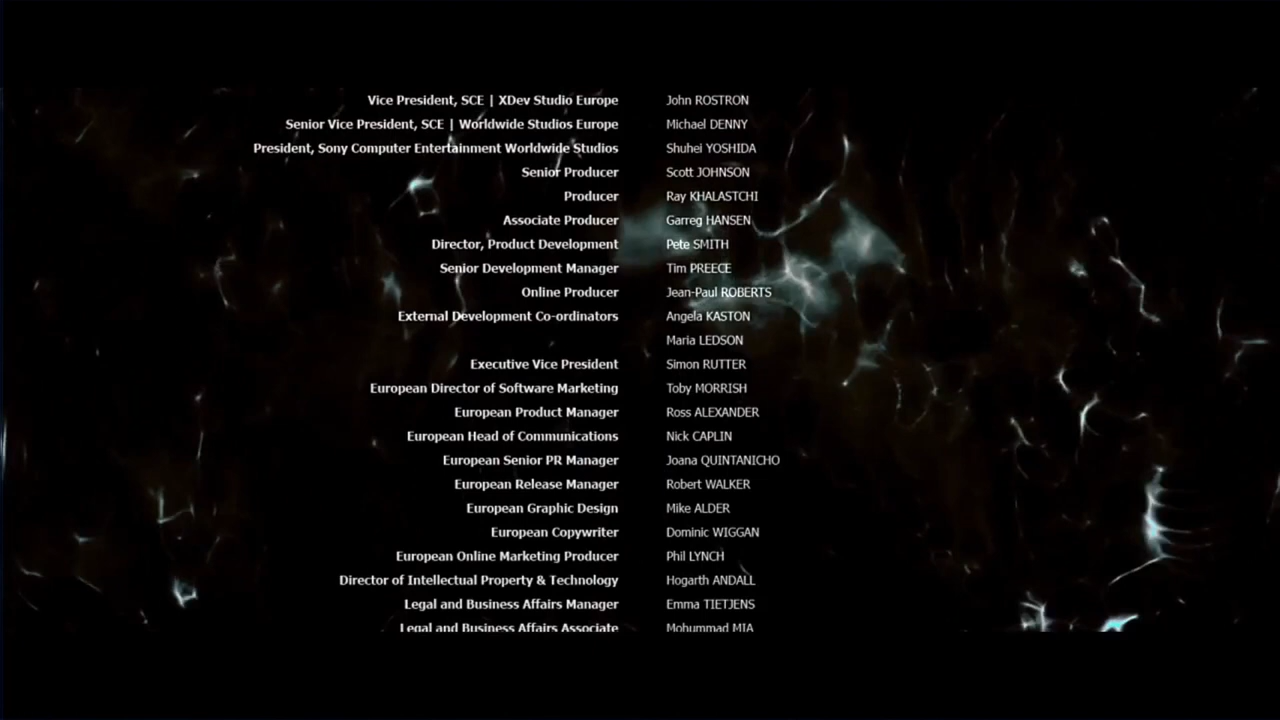 Vice President, SCE | XDev Studio Europe John ROSTRON
Senior Vice President, SCE | Worldwide Studios Europe Michael DENNY
President, Sony Computer Entertainment Worldwide Studios Shuhei YOSHIDA
Senior Producer Scott JOHNSON
Producer Ray KHALASTCHI
Associate Producer Garreg HANSEN
Director, Product Development Pete SMITH
Senior Development Manager Tim PREECE
Online Producer Jean-Paul ROBERTS
External Development Co-ordinators Angela KASTON
Maria LEDSON
Executive Vice President Simon RUTTER
European Director of Software Marketing Toby MORRISH
European Product Manager Ross ALEXANDER
European Head of Communications Nick CAPLIN
European Senior PR Manager Joana QUINTANICHO
European Release Manager Robert WALKER
European Graphic Design Mike ALDER
European Copywriter Dominic WIGGAN
European Online Marketing Producer Phil LYNCH
Director of Intellectual Property & Technology Hogarth ANDALL
Legal and Business Affairs Manager Emma TIETJENS
Legal and Business Affairs Associate Mohummad MIA